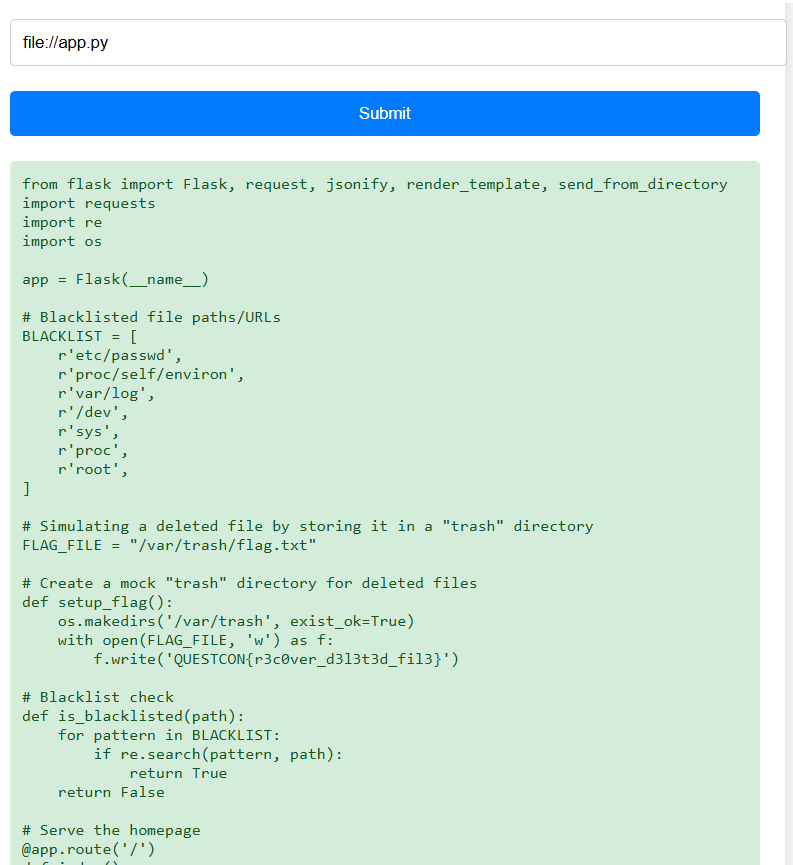 file://app.py
Submit
from flask import Flask, request, jsonify, render_template, send_from_directory
import requests
import re
import os
app = Flask(__name__)
# Blacklisted file paths/URLs
BLACKLIST = [
    r'etc/passwd',
    r'proc/self/environ',
    r'var/log',
    r'/dev',
    r'sys',
    r'proc',
    r'root',
]
# Simulating a deleted file by storing it in a "trash" directory
FLAG_FILE = "/var/trash/flag.txt"
# Create a mock "trash" directory for deleted files
def setup_flag():
    os.makedirs('/var/trash', exist_ok=True)
    with open(FLAG_FILE, 'w') as f:
        f.write('QUESTCON{r3c0ver_d3l3t3d_fil3}')
# Blacklist check
def is_blacklisted(path):
    for pattern in BLACKLIST:
        if re.search(pattern, path):
            return True
    return False
# Serve the homepage
@app.route('/')